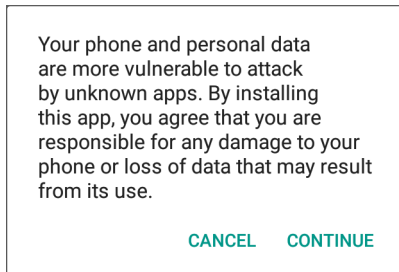 Your phone and personal data
are more vulnerable to attack
by unknown apps. By installing
this app, you agree that you are
responsible for any damage to your
phone or loss of data that may result
from its use.
CANCEL CONTINUE